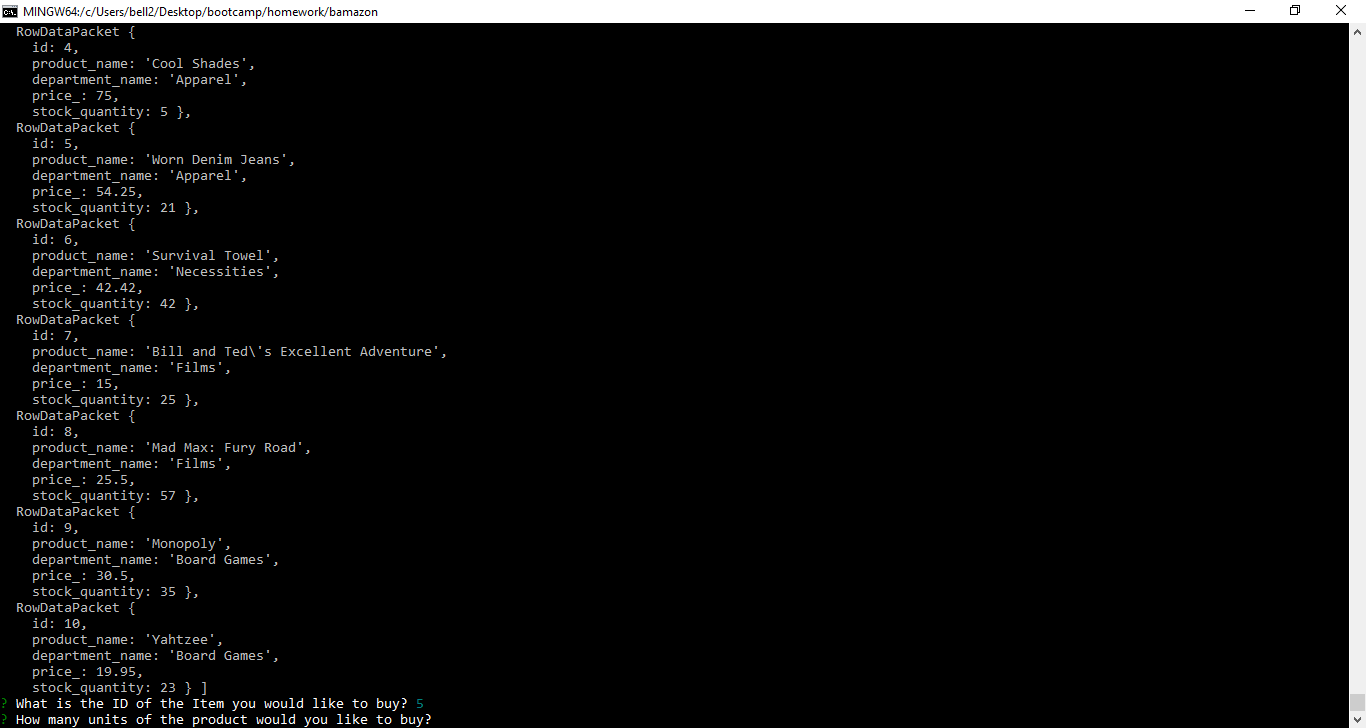 MINGW64:/c/Users/bell2/Desktop/bootcamp/homework/bamazon
RowDataPacket {
id: 4,
product_name: 'Cool Shades',
department_name: 'Apparel',
price_: 75,
stock_quantity: 5 },
RowDataPacket {
id: 5,
product_name: 'Worn Denim Jeans',
department_name: 'Apparel',
price_: 54.25,
stock_quantity: 21 },
RowDataPacket {
id: 6,
product_name: 'Survival Towel',
department_name: 'Necessities',
price_: 42.42,
stock_quantity: 42 },
RowDataPacket {
id: 7,
product_name: 'Bill and Ted\'s Excellent Adventure',
department_name: 'Films',
price_: 15,
stock_quantity: 25 },
RowDataPacket {
id: 8,
product_name: 'Mad Max: Fury Road',
department_name: 'Films',
price_: 25.5,
stock_quantity: 57 },
RowDataPacket {
id: 9,
product_name: 'Monopoly',
department_name: 'Board Games',
price_: 30.5,
stock_quantity: 35 },
RowDataPacket {
id: 10,
product_name: 'Yahtzee',
department_name: 'Board Games',
price_: 19.95,
stock_quantity: 23 } ]
? What is the ID of the Item you would like to buy? 5
? How many units of the product would you like to buy?